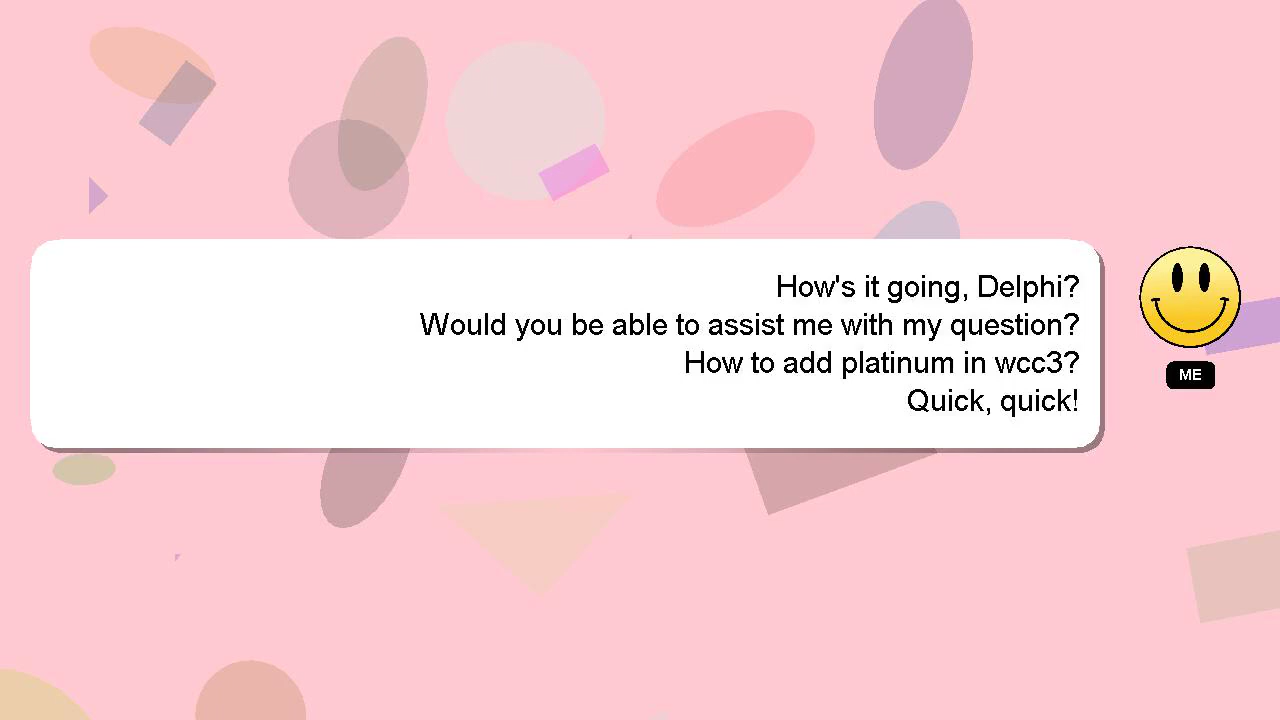 How's it going, Delphi?
Would you be able to assist me with my question?
How to add platinum in wcc3?
Quick, quick!
ME